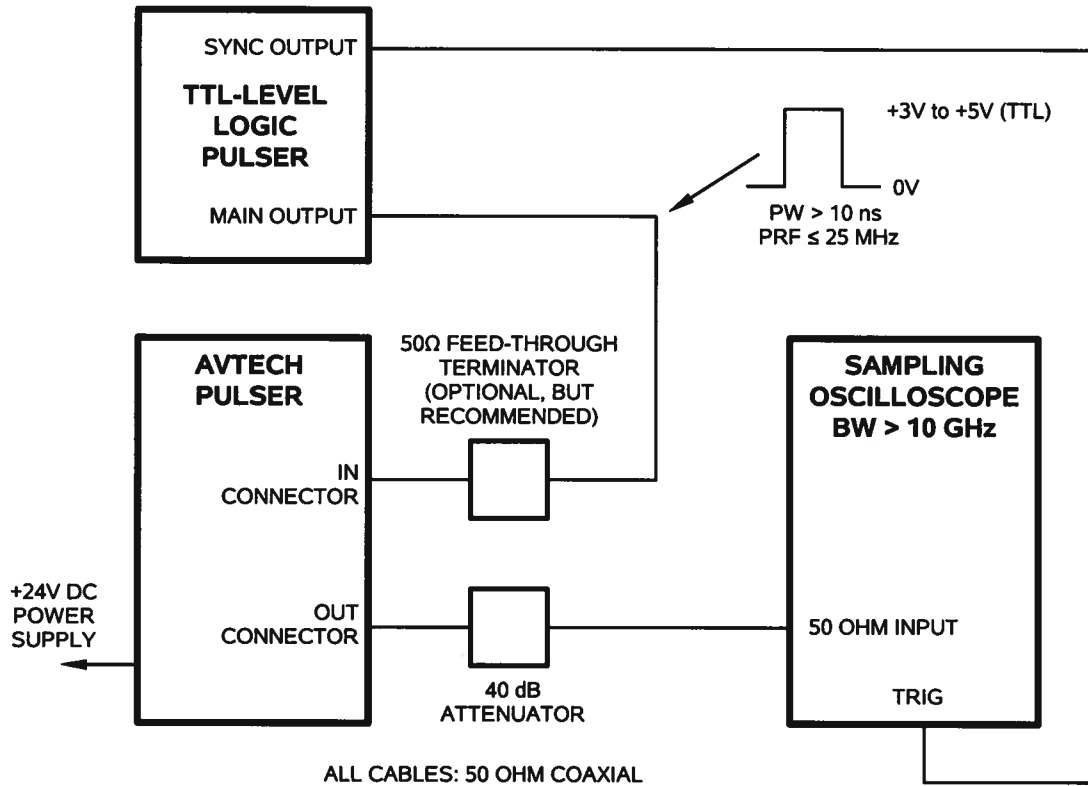 SYNC OUTPUT
TTL-LEVEL
LOGIC
PULSER
MAIN OUTPUT
+3V to +5V (TTL)
0V
PW > 10 ns
PRF ≤ 25 MHz
AVTECH
PULSER
IN
CONNECTOR
OUT
CONNECTOR
50Ω FEED-THROUGH
TERMINATOR
(OPTIONAL, BUT
RECOMMENDED)
SAMPLING
OSCILLOSCOPE
BW > 10 GHz
50 OHM INPUT
TRIG
+24V DC
POWER
SUPPLY
40 dB
ATTENUATOR
ALL CABLES: 50 OHM COAXIAL